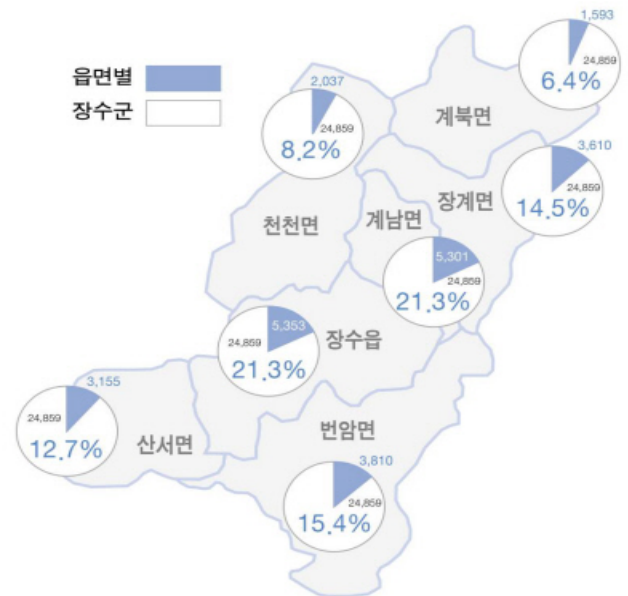 읍면별
장수군
1,593
24,859
6.4%
계북면
2,037
24,859
8.2%
천천면
3,610
24,859
14.5%
장계면
계남면
5,301
24,859
21.3%
5,353
24,859
21.3%
장수읍
3,155
24,859
12.7%
산서면
번암면
3,810
24,859
15.4%